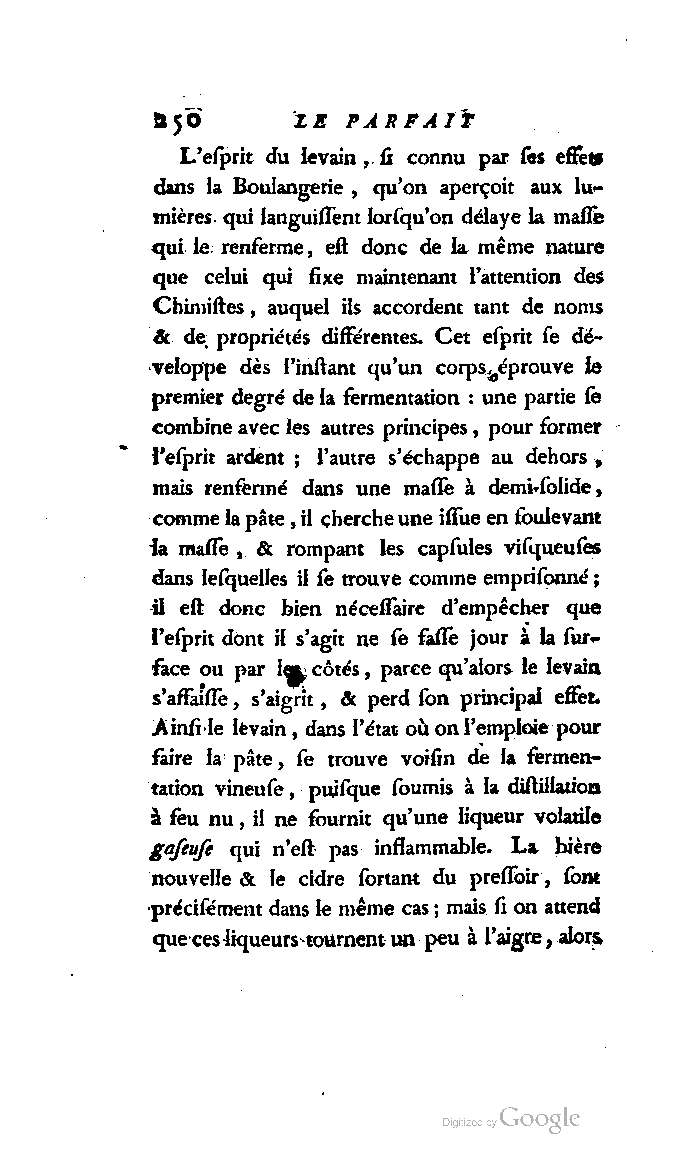 250 LE PARFAIT
L'eſprit du levain, ſi connu par ſes effets
dans la Boulangerie, qu'on aperçoit aux lu-
mières qui languiſſent lorſqu'on délaye la maſſe
qui le renferme, eſt donc de la même nature
que celui qui fixe maintenant l'attention des
Chimiſtes, auquel ils accordent tant de noms
& de propriétés différentes. Cet eſprit ſe dé-
veloppe dès l'inſtant qu'un corps éprouve le
premier degré de la fermentation : une partie ſe
combine avec les autres principes, pour former
l'eſprit ardent ; l'autre s'échappe au dehors,
mais renfermé dans une maſſe à demi-ſolide,
comme la pâte, il cherche une iſſue en ſoulevant
la maſſe, & rompant les capſules viſqueuſes
dans leſquelles il ſe trouve comme empriſonné ;
il eſt donc bien néceſſaire d'empêcher que
l'eſprit dont il s'agit ne ſe faſſe jour à la ſur-
face ou par les côtés, parce qu'alors le levain
s'affaiſſe, s'aigrit, & perd ſon principal effet.
Ainſi le levain, dans l'état où on l'emploie pour
faire la pâte, ſe trouve voiſin de la fermen-
tation vineuſe, puiſque ſoumis à la diſtillation
à feu nu, il ne fournit qu'une liqueur volatile
gaſeuſe qui n'eſt pas inflammable. La bière
nouvelle & le cidre ſortant du preſſoir, ſont
préciſément dans le même cas ; mais ſi on attend
que ces liqueurs tournent un peu à l'aigre, alors
Digitized by Google